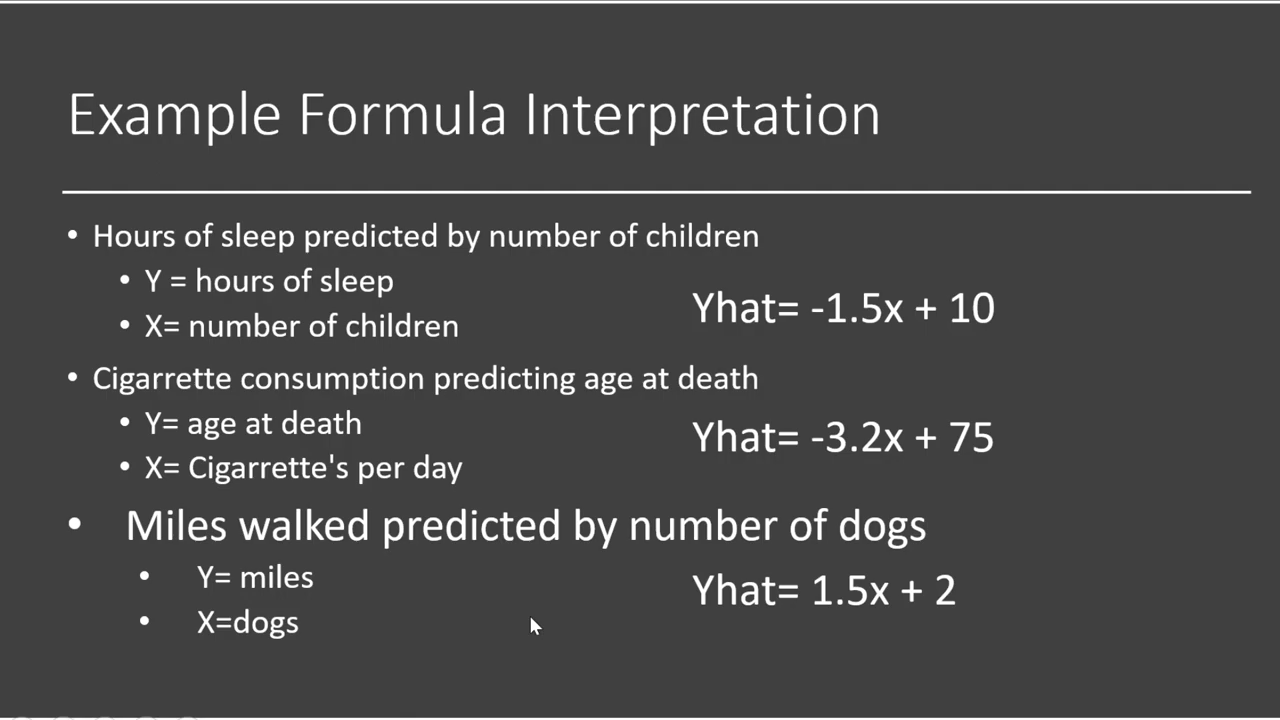 Example Formula Interpretation
• Hours of sleep predicted by number of children
• Y = hours of sleep
• X= number of children
Yhat= -1.5x + 10
• Cigarrette consumption predicting age at death
• Y= age at death
• X= Cigarrette's per day
Yhat= -3.2x + 75
• Miles walked predicted by number of dogs
• Y= miles
• X=dogs
Yhat= 1.5x + 2